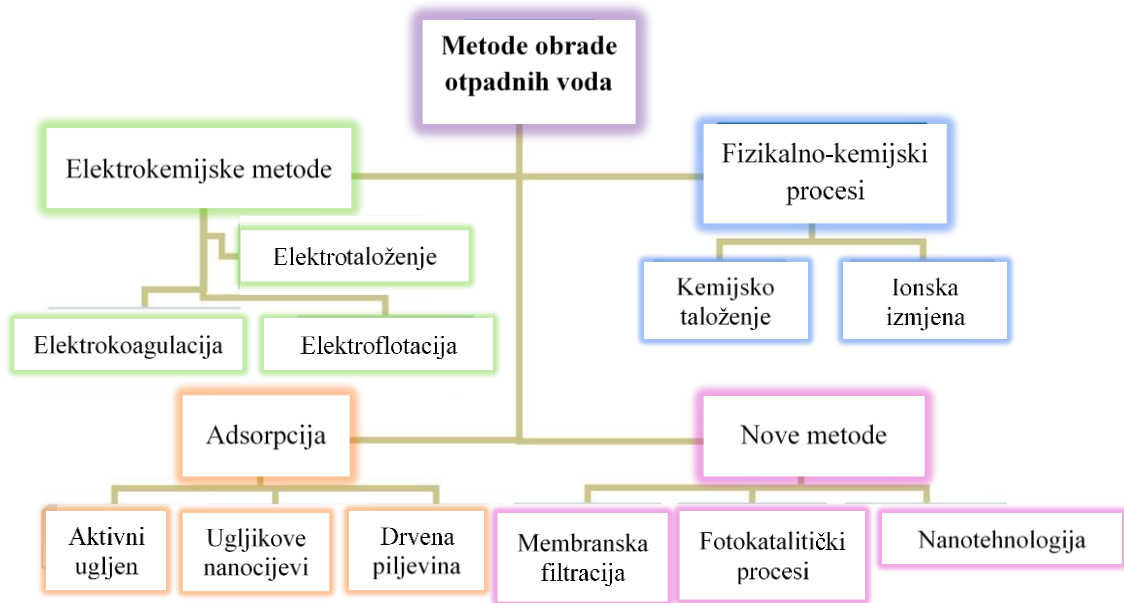 Metode obrade
otpadnih voda
Elektrokemijske metode
Fizikalno-kemijski
procesi
Elektrotaloženje
Kemijsko
taloženje
Ionska
izmjena
Elektrokoagulacija
Elektroflotacija
Adsorpcija
Nove metode
Aktivni
ugljen
Ugljikove
nanocijevi
Drvena
piljevina
Membranska
filtracija
Fotokatalitički
procesi
Nanotehnologija